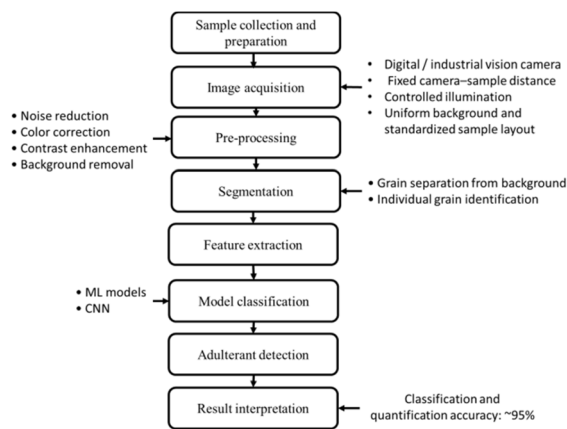 Sample collection and
preparation
Image acquisition
• Digital / industrial vision camera
• Fixed camera–sample distance
• Controlled illumination
• Uniform background and
standardized sample layout
• Noise reduction
• Color correction
• Contrast enhancement
• Background removal
Pre-processing
Segmentation
• Grain separation from background
• Individual grain identification
Feature extraction
• ML models
• CNN
Model classification
Adulterant detection
Result interpretation
Classification and
quantification accuracy: ~95%